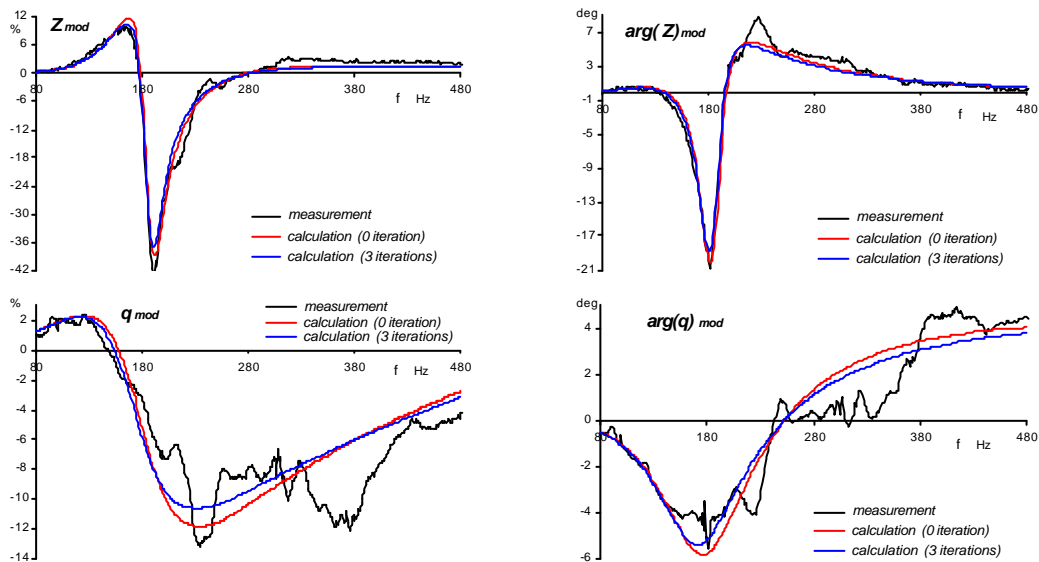 Z mod
%
12
6
0
-6
-12
-18
-24
-30
-36
-42
80
180
280
380
480
f Hz
measurement
calculation (0 iteration)
calculation (3 iterations)
arg( Z) mod
deg
7
3
-1
-5
-9
-13
-17
-21
80
180
280
380
480
f Hz
measurement
calculation (0 iteration)
calculation (3 iterations)
q mod
%
2
0
-2
-4
-6
-8
-10
-12
-14
80
180
280
380
480
f Hz
measurement
calculation (0 iteration)
calculation (3 iterations)
arg(q) mod
deg
4
2
0
-2
-4
-6
80
180
280
380
480
f Hz
measurement
calculation (0 iteration)
calculation (3 iterations)